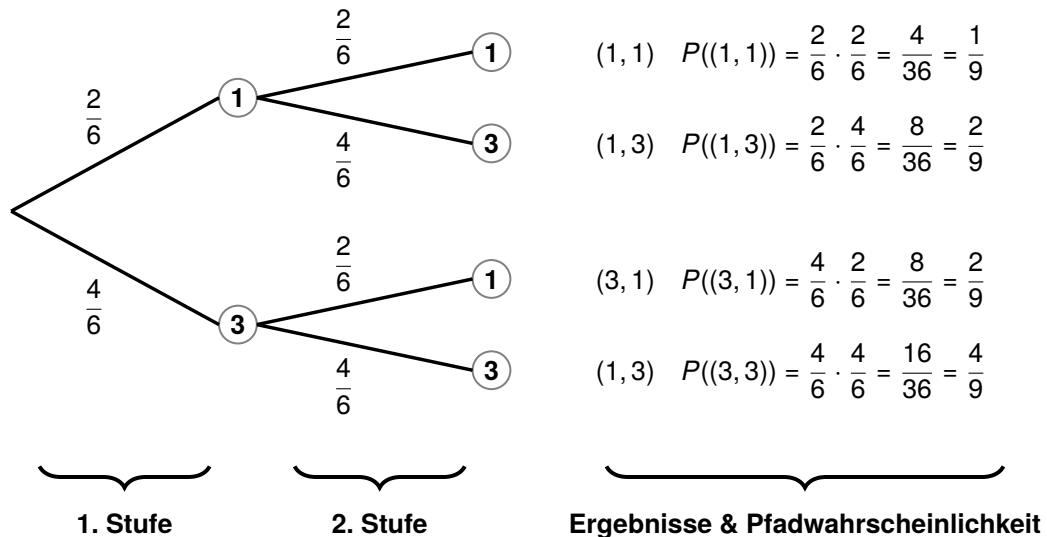 2/6 1 (1, 1) P((1, 1)) = 2/6 · 2/6 = 4/36 = 1/9
2/6 1
4/6 3 (1, 3) P((1, 3)) = 2/6 · 4/6 = 8/36 = 2/9
2/6 1 (3, 1) P((3, 1)) = 4/6 · 2/6 = 8/36 = 2/9
4/6 3
4/6 3 (1, 3) P((3, 3)) = 4/6 · 4/6 = 16/36 = 4/9
1. Stufe 2. Stufe Ergebnisse & Pfadwahrscheinlichkeit